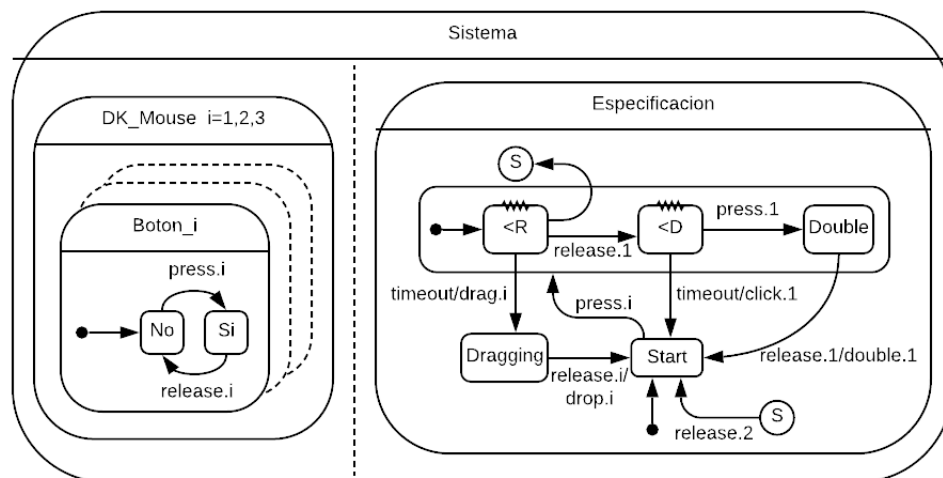 Sistema
DK_Mouse i=1,2,3
Boton_i
press.i
No
Si
release.i
Especificacion
S
<R
release.1
<D
press.1
Double
timeout/drag.i
press.i
timeout/click.1
Dragging
release.i/
drop.i
Start
release.1/double.1
release.2
S